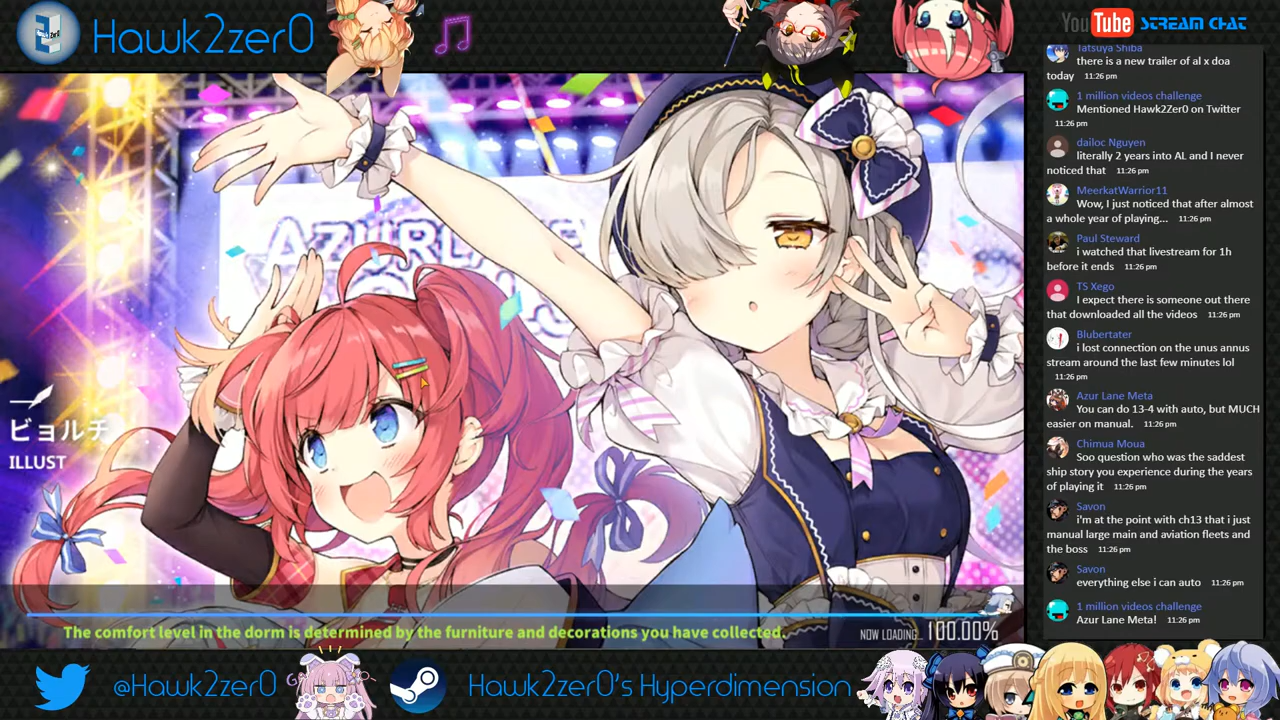 Hawk2zer0
YouTube STREAM CHAT
Tatsuya Shiba
there is a new trailer of al x doa
today 11:26 pm
1 million videos challenge
Mentioned Hawk2Zer0 on Twitter
11:26 pm
dailoc Nguyen
literally 2 years into AL and I never
noticed that 11:26 pm
MeerkatWarrior11
Wow, I just noticed that after almost
a whole year of playing... 11:26 pm
Paul Steward
i watched that livestream for 1h
before it ends 11:26 pm
TS Xego
I expect there is someone out there
that downloaded all the videos 11:26 pm
Blubertater
i lost connection on the unus annus
stream around the last few minutes lol
11:26 pm
Azur Lane Meta
You can do 13-4 with auto, but MUCH
easier on manual. 11:26 pm
Chimua Moua
Soo question who was the saddest
ship story you experience during the years
of playing it 11:26 pm
Savon
i'm at the point with ch13 that i just
manual large main and aviation fleets and
the boss 11:26 pm
Savon
everything else i can auto 11:26 pm
1 million videos challenge
Azur Lane Meta! 11:26 pm
AZUR LANE
ビョルチ
ILLUST
The comfort level in the dorm is determined by the furniture and decorations you have collected.
NOW LOADING... 100.00%
@Hawk2zer0
Hawk2zer0's Hyperdimension